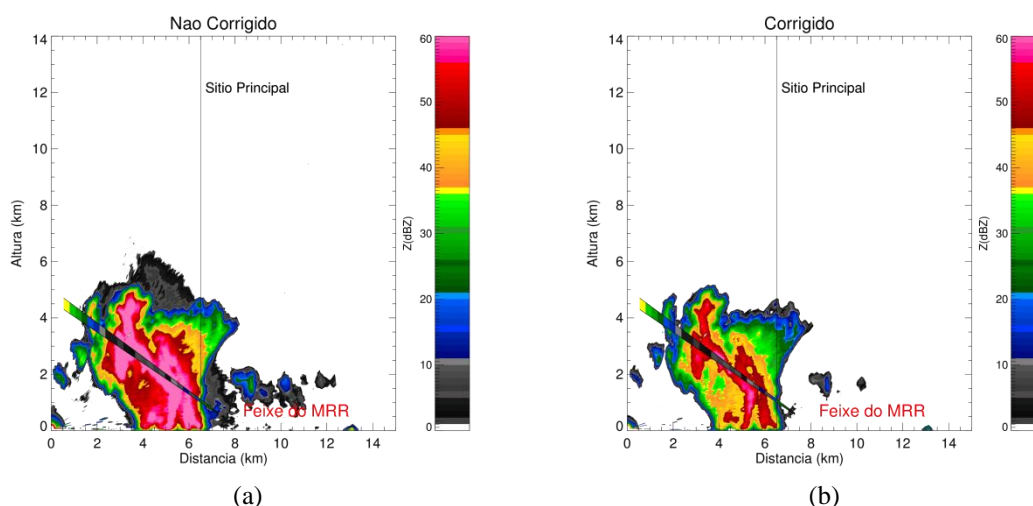 Nao Corrigido
14
12
10
8
6
4
2
0
Altura (km)
0 2 4 6 8 10 12 14
Distancia (km)
Sitio Principal
Feixe do MRR
60
50
40
30
20
10
0
Z(dBZ)
(a)
Corrigido
14
12
10
8
6
4
2
0
Altura (km)
0 2 4 6 8 10 12 14
Distancia (km)
Sitio Principal
Feixe do MRR
60
50
40
30
20
10
0
Z(dBZ)
(b)